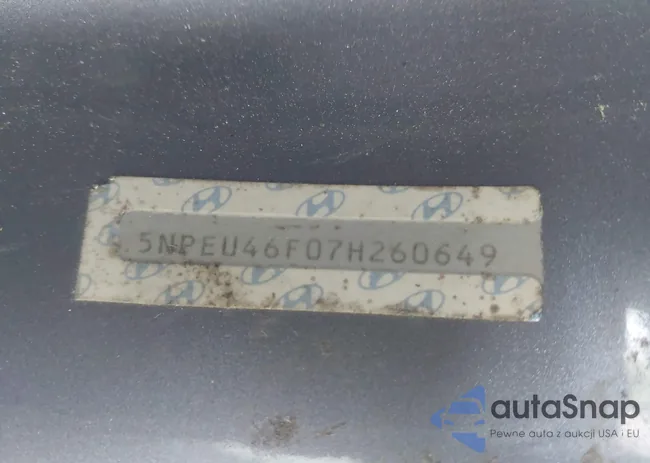 5NPEU46F07H260649
autaSnap
Pewne auta z aukcji USA i EU